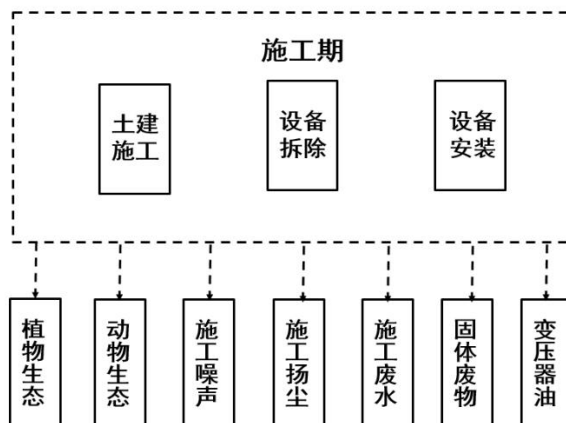 施工期
土建
施工
设备
拆除
设备
安装
植物生态
动物生态
施工噪声
施工扬尘
施工废水
固体废物
变压器油